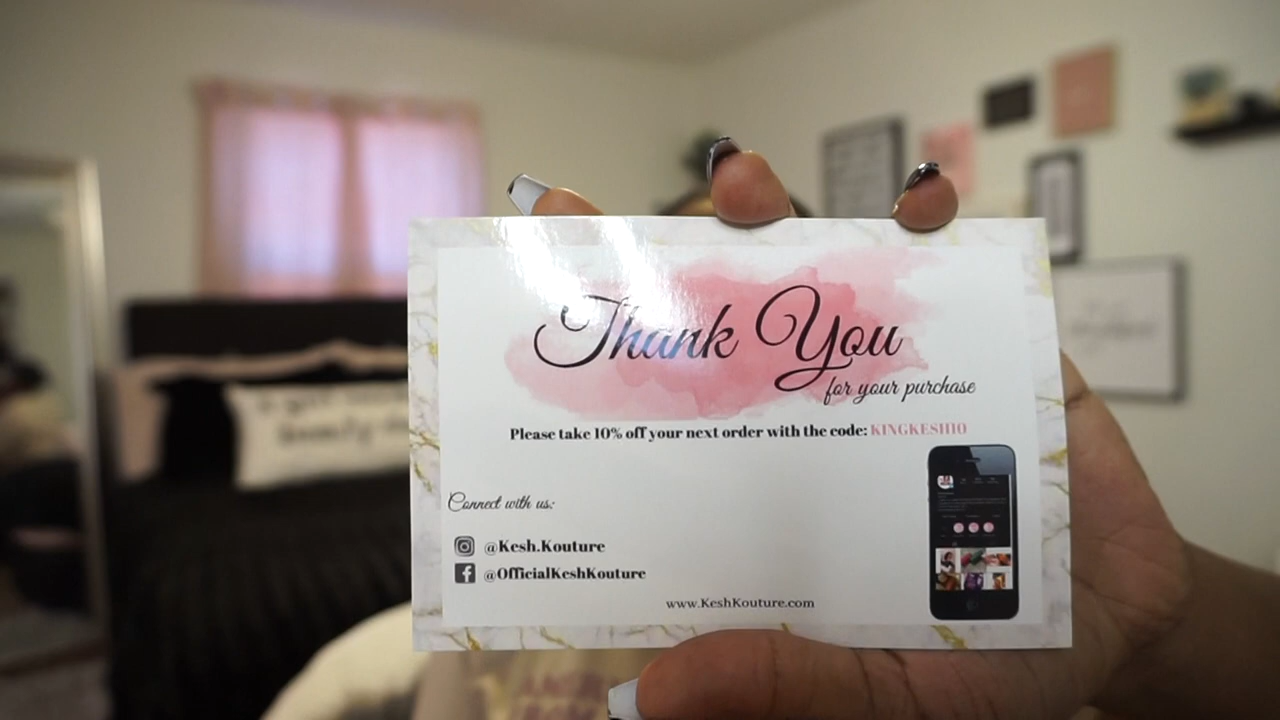 Thank You
for your purchase
Please take 10% off your next order with the code: KINGKESH10
Connect with us:
@Kesh.Kouture
@OfficialKeshKouture
www.KeshKouture.com